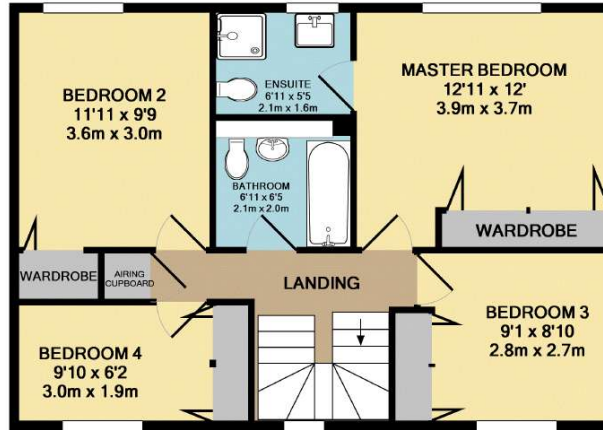 BEDROOM 2
11'11 x 9'9
3.6m x 3.0m
ENSUITE
6'11 x 5'5
2.1m x 1.6m
MASTER BEDROOM
12'11 x 12'
3.9m x 3.7m
BATHROOM
6'11 x 6'5
2.1m x 2.0m
WARDROBE
WARDROBE
AIRING
CUPBOARD
LANDING
BEDROOM 3
9'1 x 8'10
2.8m x 2.7m
BEDROOM 4
9'10 x 6'2
3.0m x 1.9m